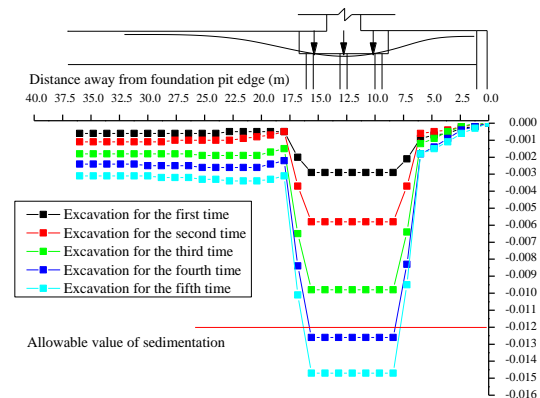 Distance away from foundation pit edge (m)
40.0 37.5 35.0 32.5 30.0 27.5 25.0 22.5 20.0 17.5 15.0 12.5 10.0 7.5 5.0 2.5 0.0
0.000
-0.001
-0.002
-0.003
-0.004
-0.005
-0.006
-0.007
-0.008
-0.009
-0.010
-0.011
-0.012
-0.013
-0.014
-0.015
-0.016
Excavation for the first time
Excavation for the second time
Excavation for the third time
Excavation for the fourth time
Excavation for the fifth time
Allowable value of sedimentation